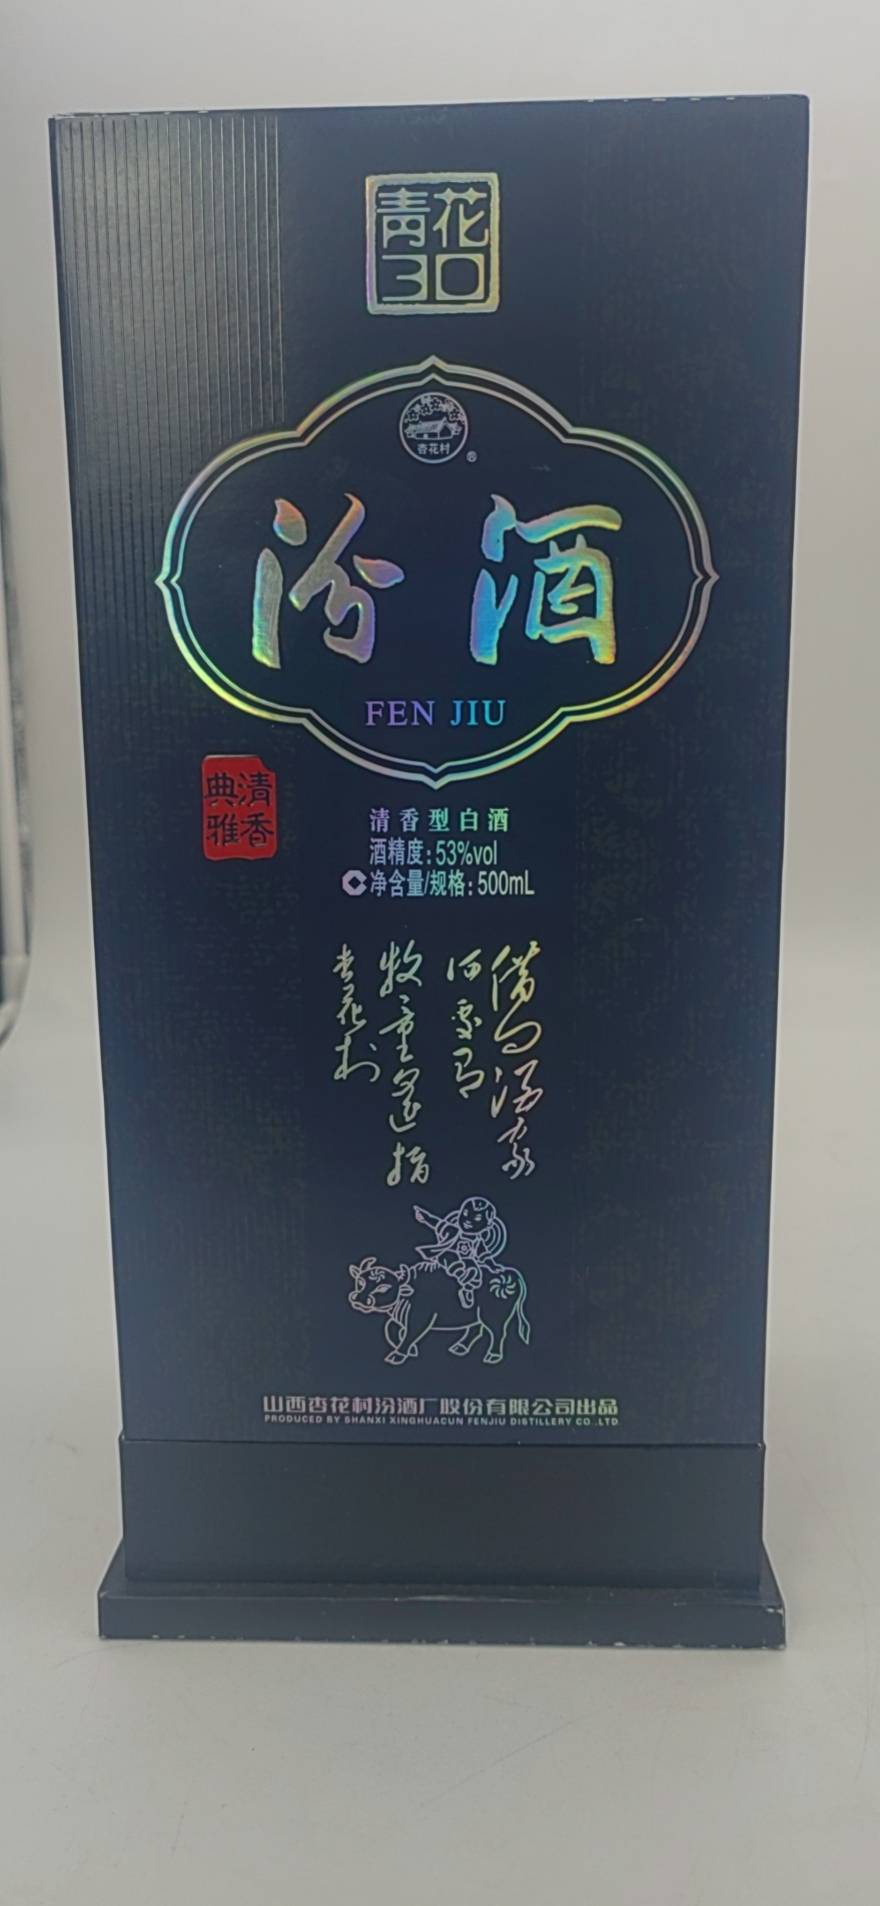 青花
30
杏花村
®
汾酒
FEN JIU
清香
典雅
清香型白酒
酒精度:53%vol
净含量/规格:500mL
借问酒家
何处有
牧童遥指
杏花村
山西杏花村汾酒厂股份有限公司出品
PRODUCED BY SHANXI XINGHUACUN FENJIU DISTILLERY CO.,LTD.